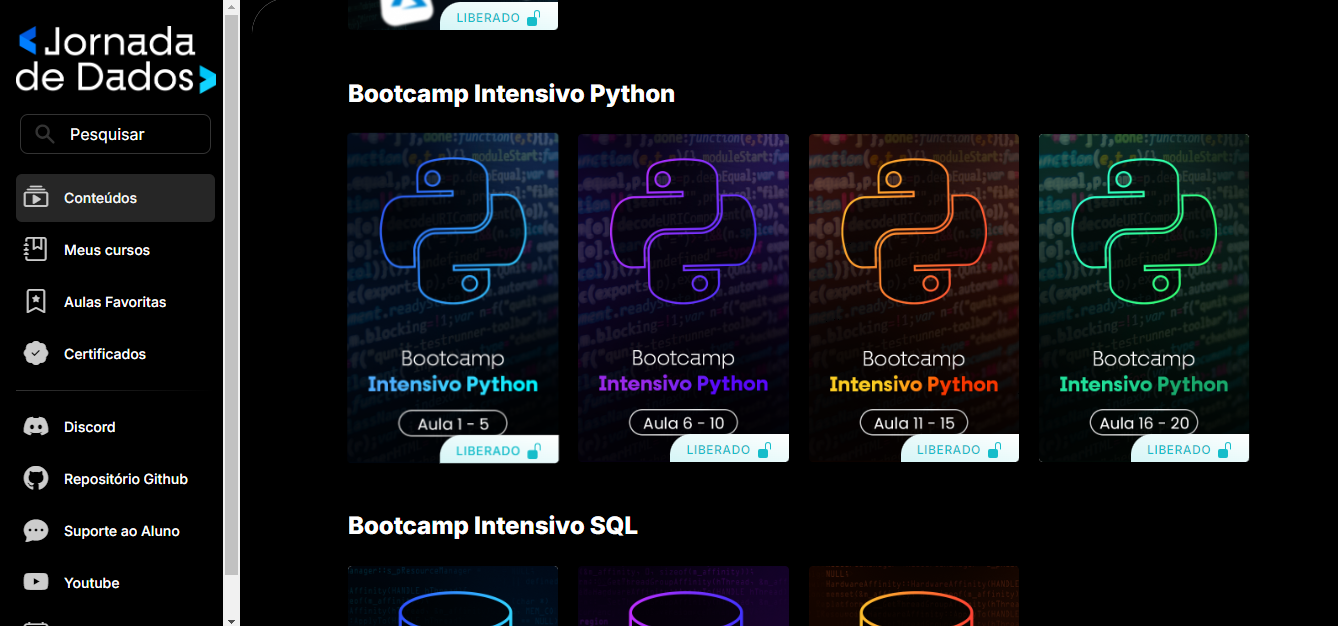 Jornada
de Dados
Pesquisar
Conteúdos
Meus cursos
Aulas Favoritas
Certificados
Discord
Repositório Github
Suporte ao Aluno
Youtube
LIBERADO
Bootcamp Intensivo Python
Bootcamp
Intensivo Python
Aula 1 - 5
LIBERADO
Bootcamp
Intensivo Python
Aula 6 - 10
LIBERADO
Bootcamp
Intensivo Python
Aula 11 - 15
LIBERADO
Bootcamp
Intensivo Python
Aula 16 - 20
LIBERADO
Bootcamp Intensivo SQL